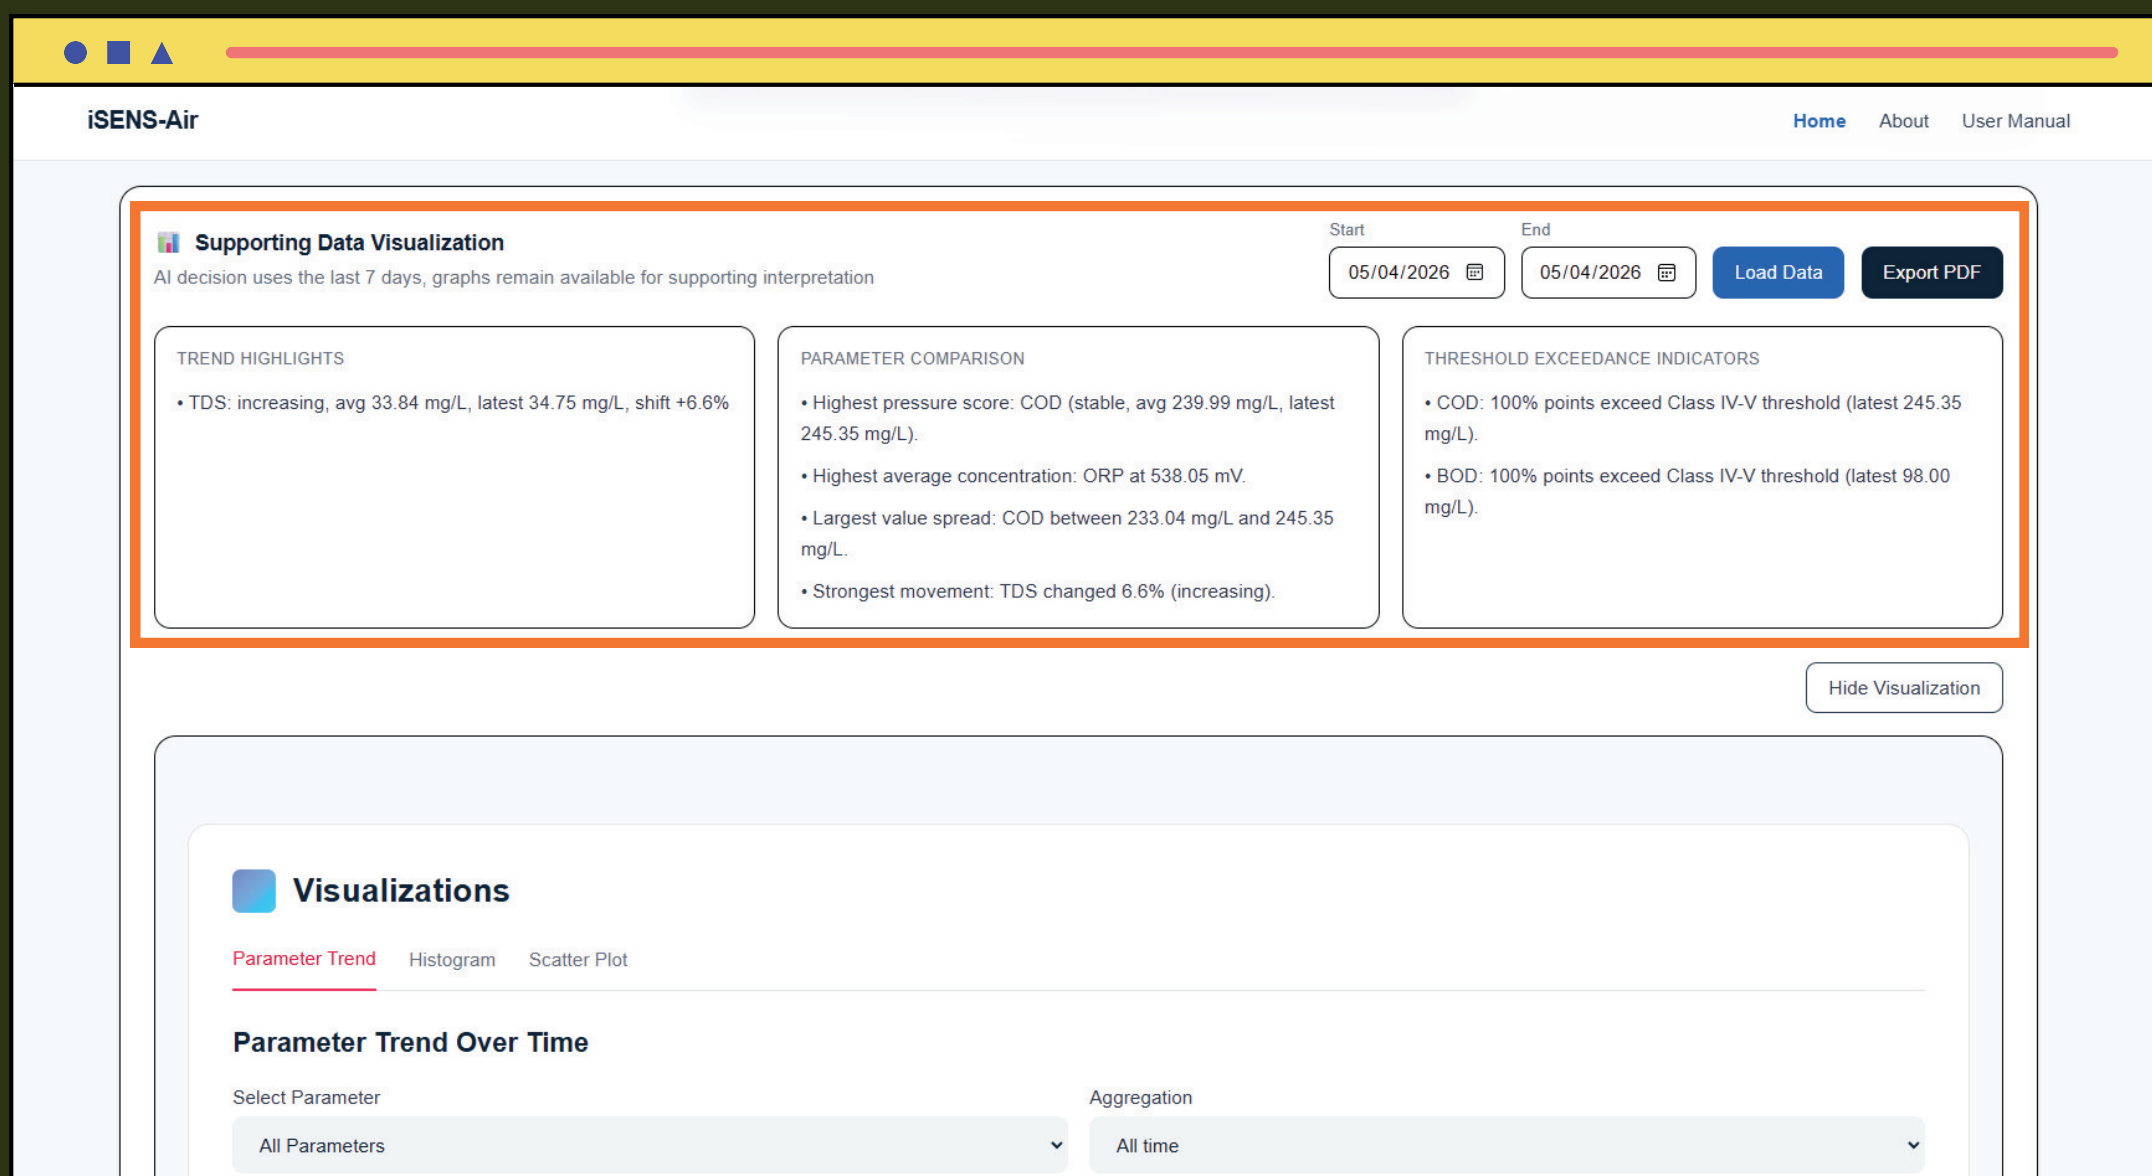 iSENS-Air
Home About User Manual
Supporting Data Visualization
AI decision uses the last 7 days, graphs remain available for supporting interpretation
Start
05/04/2026
End
05/04/2026
Load Data
Export PDF
TREND HIGHLIGHTS
• TDS: increasing, avg 33.84 mg/L, latest 34.75 mg/L, shift +6.6%
PARAMETER COMPARISON
• Highest pressure score: COD (stable, avg 239.99 mg/L, latest
245.35 mg/L).
• Highest average concentration: ORP at 538.05 mV.
• Largest value spread: COD between 233.04 mg/L and 245.35
mg/L.
• Strongest movement: TDS changed 6.6% (increasing).
THRESHOLD EXCEEDANCE INDICATORS
• COD: 100% points exceed Class IV-V threshold (latest 245.35
mg/L).
• BOD: 100% points exceed Class IV-V threshold (latest 98.00
mg/L).
Hide Visualization
Visualizations
Parameter Trend Histogram Scatter Plot
Parameter Trend Over Time
Select Parameter
All Parameters
Aggregation
All time